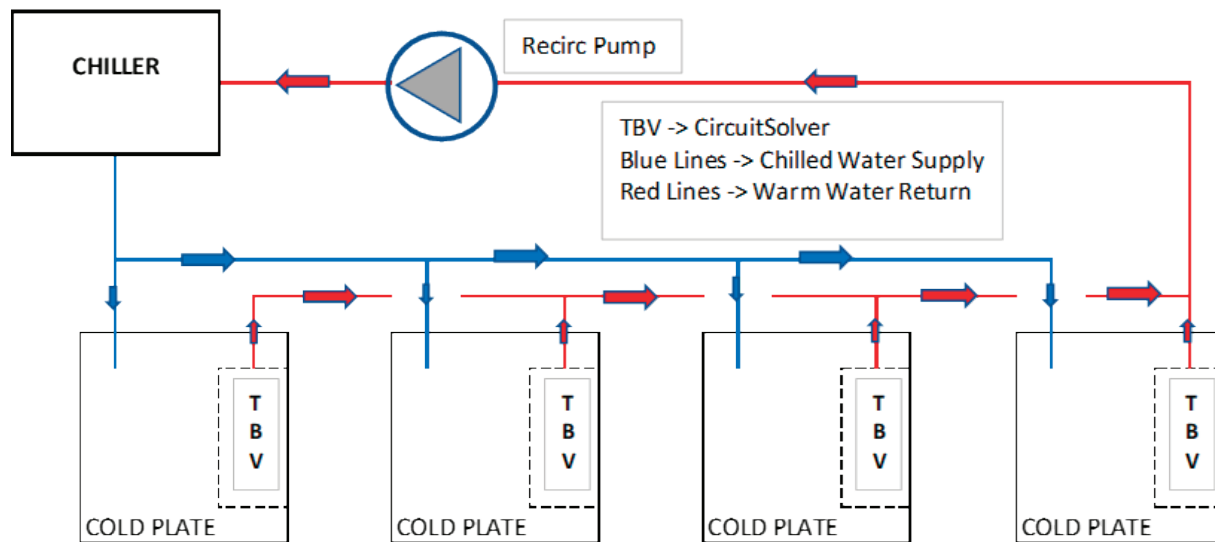 CHILLER
Recirc Pump
TBV -> CircuitSolver
Blue Lines -> Chilled Water Supply
Red Lines -> Warm Water Return
T
B
V
COLD PLATE
T
B
V
COLD PLATE
T
B
V
COLD PLATE
T
B
V
COLD PLATE